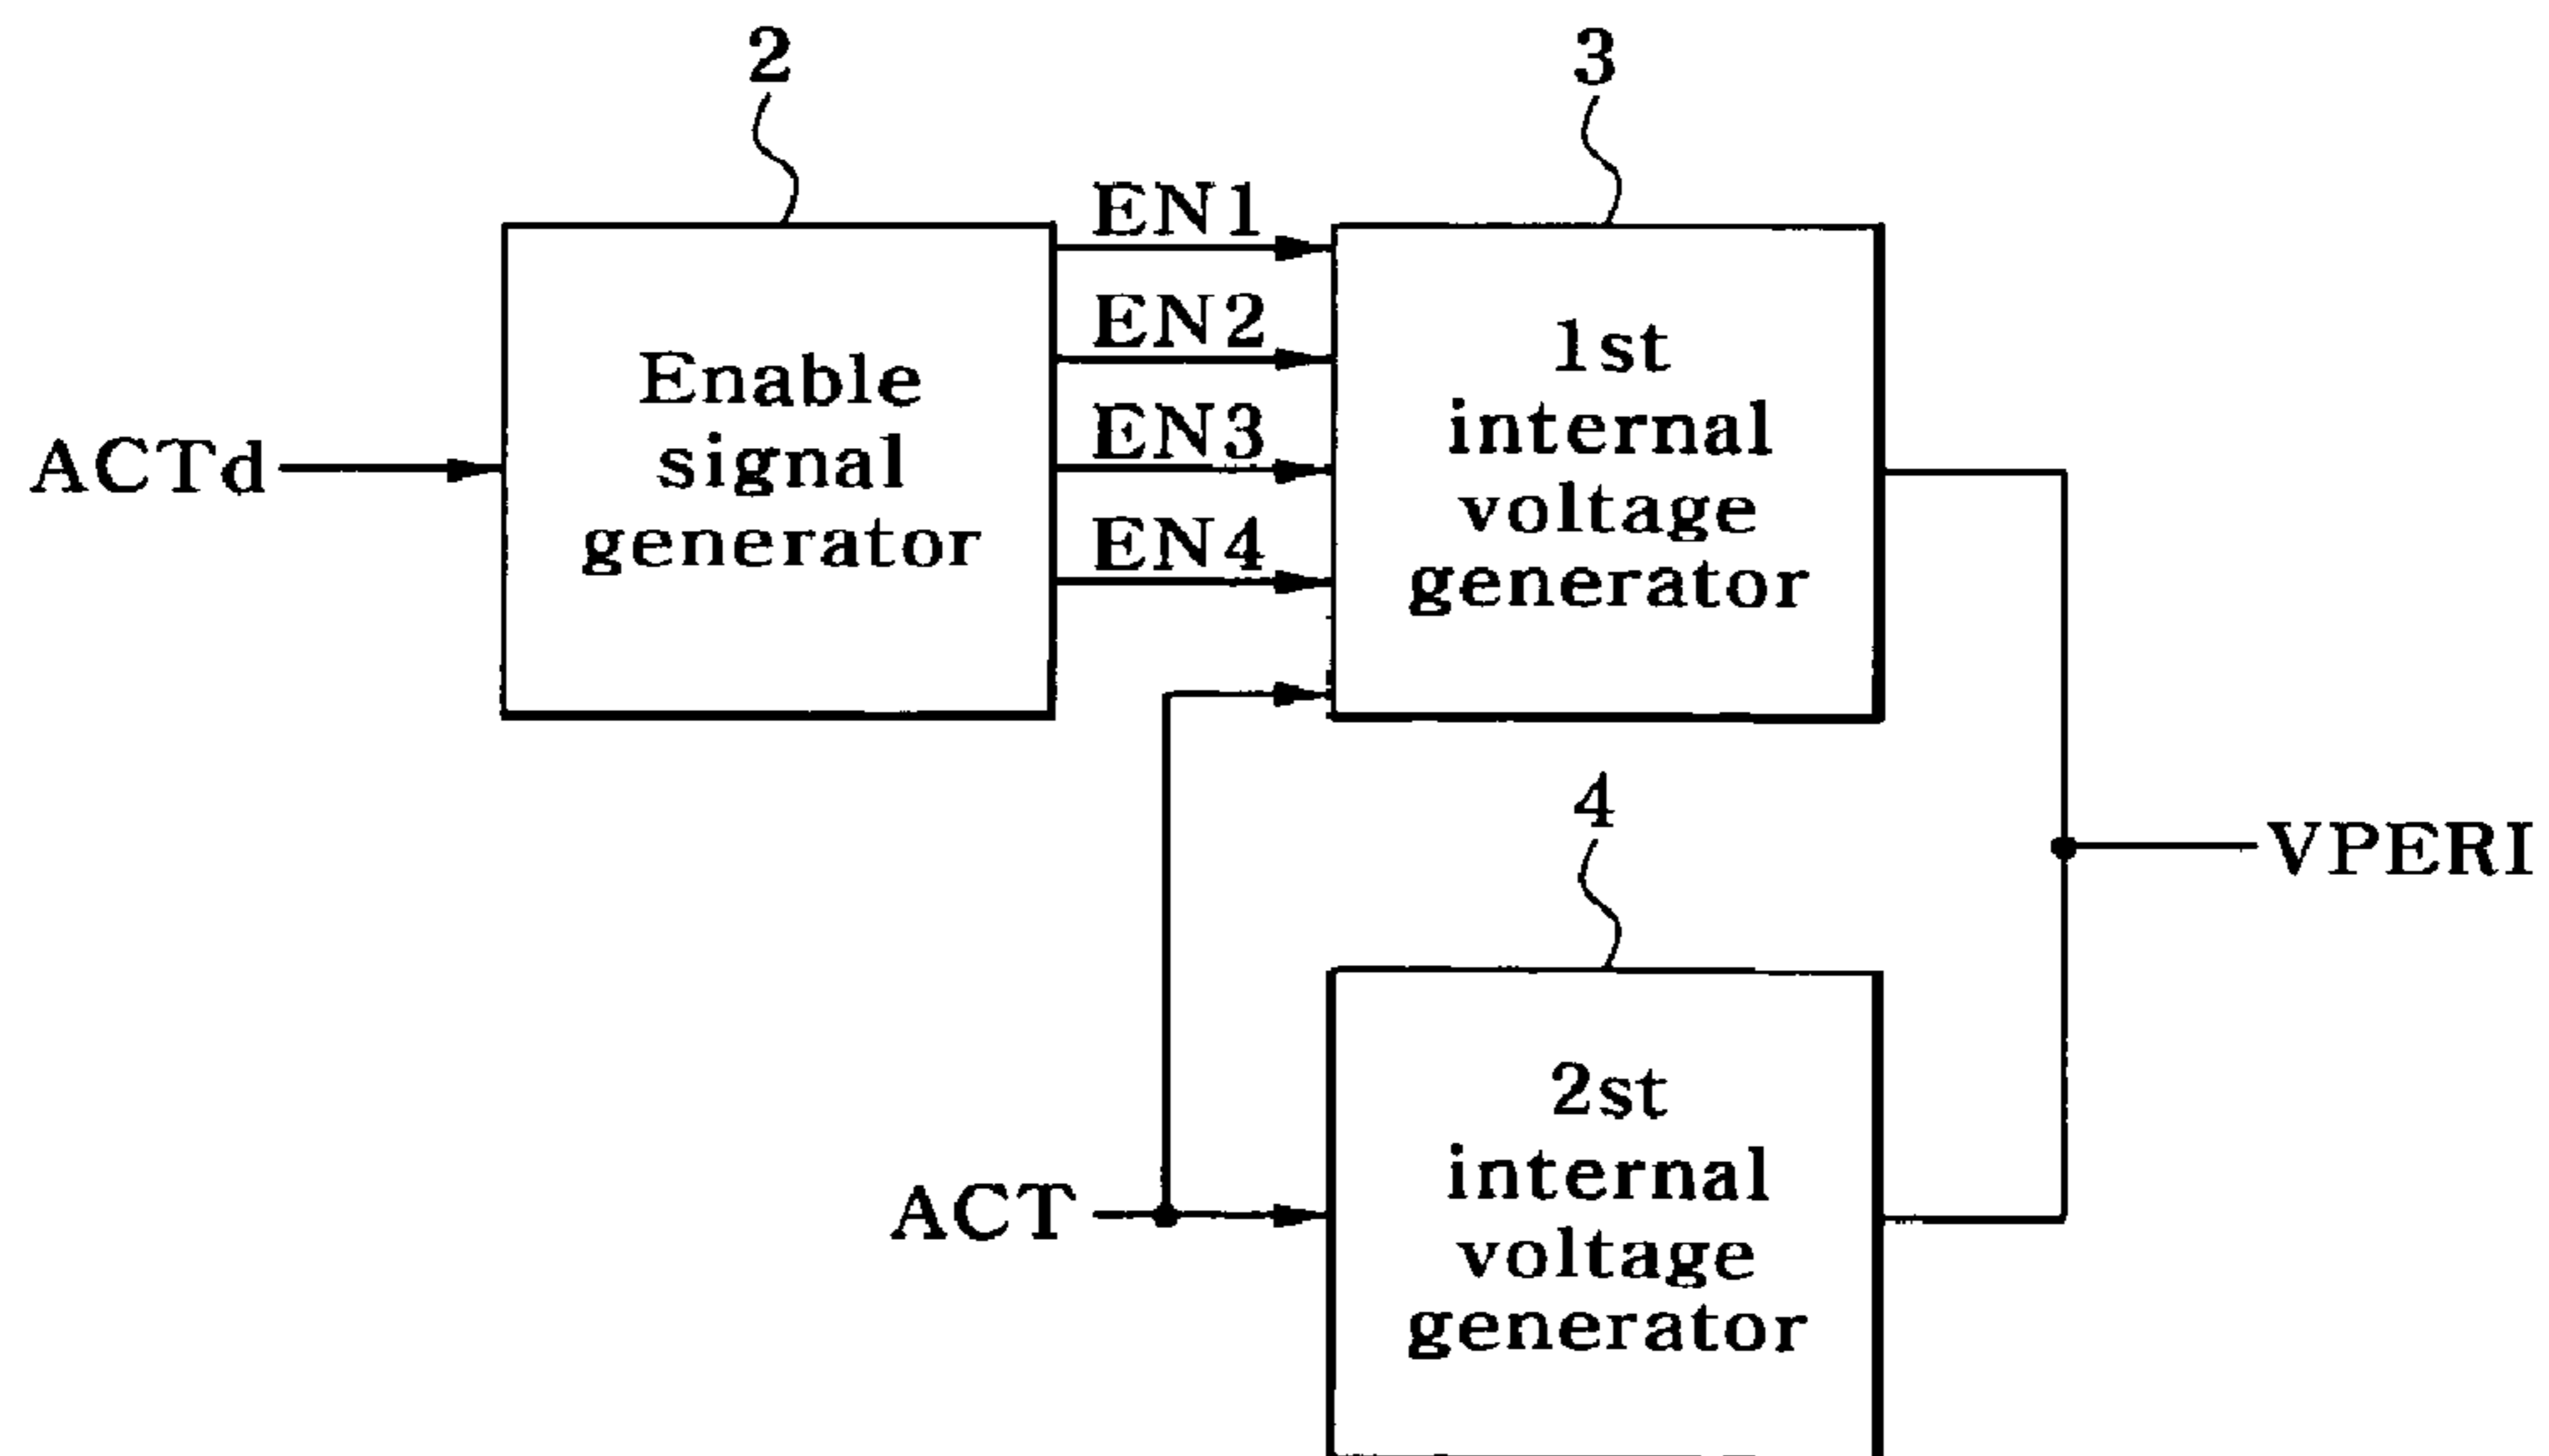 2
3
EN1
EN2
EN3
EN4
ACTd
Enable
signal
generator
1st
internal
voltage
generator
4
VPERI
ACT
2st
internal
voltage
generator